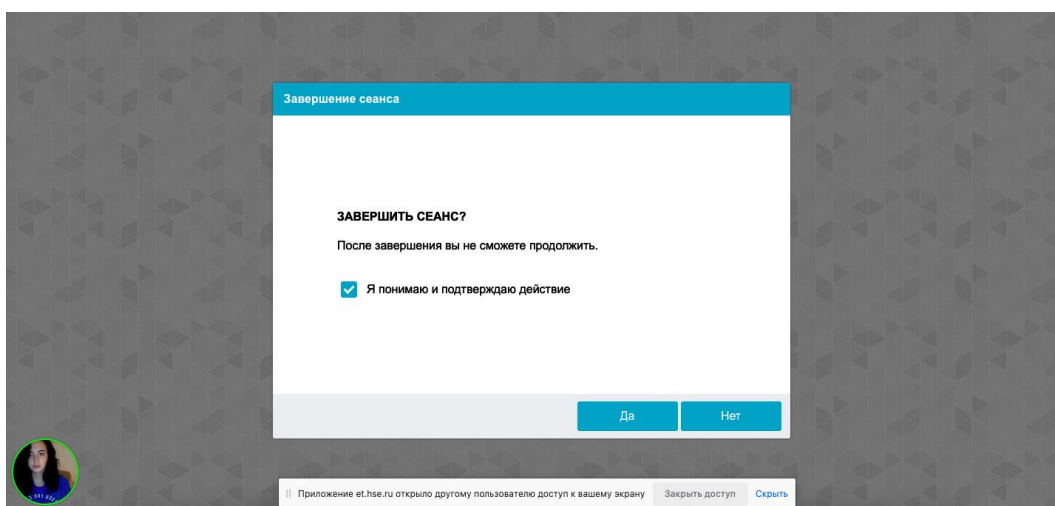 Завершение сеанса
ЗАВЕРШИТЬ СЕАНС?
После завершения вы не сможете продолжить.
Я понимаю и подтверждаю действие
Да Нет
Приложение et.hse.ru открыло другому пользователю доступ к вашему экрану Закрыть доступ Скрыть